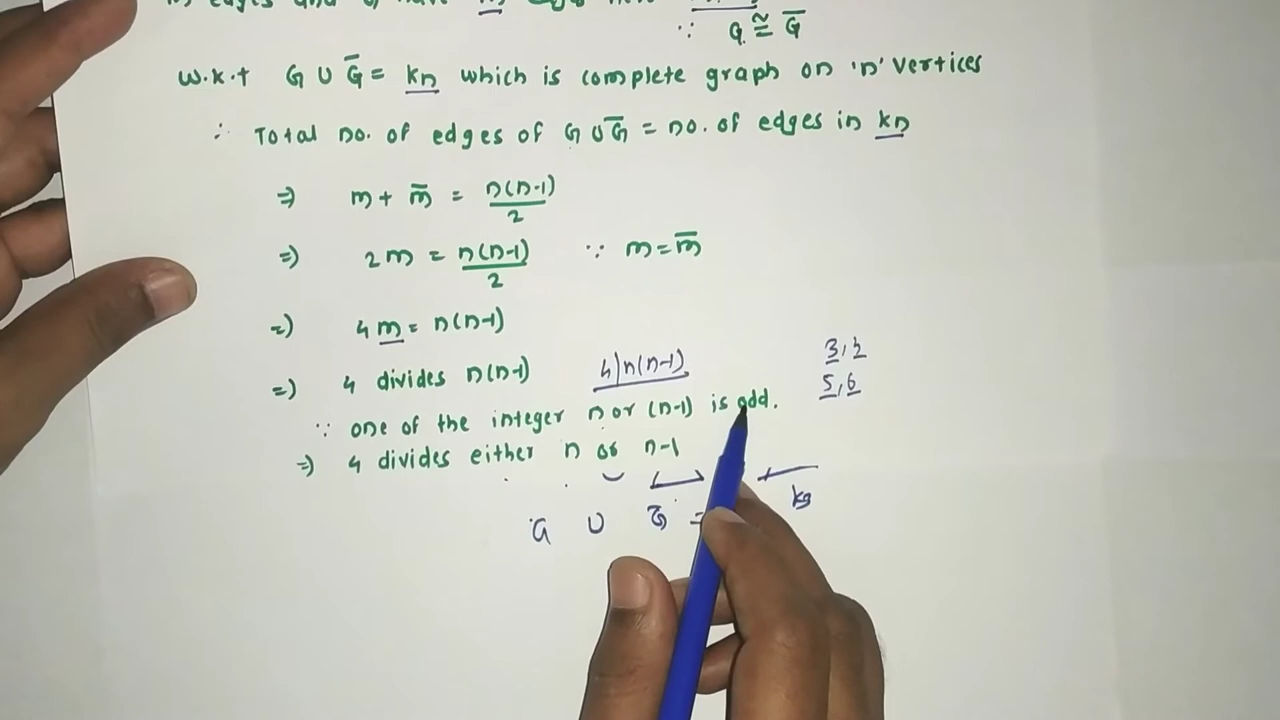 ∵ G ≅ G̅
w.k.t G ∪ G̅ = kn which is complete graph on 'n' vertices
∴ Total no. of edges of G ∪ G̅ = no. of edges in kn
⇒ m + m̅ = n(n-1)/2
⇒ 2m = n(n-1)/2 ∵ m = m̅
⇒ 4m = n(n-1)
3,2
⇒ 4 divides n(n-1) 4|n(n-1)
5,6
∵ one of the integer n or (n-1) is odd.
⇒ 4 divides either n or n-1
G ∪ G̅ =